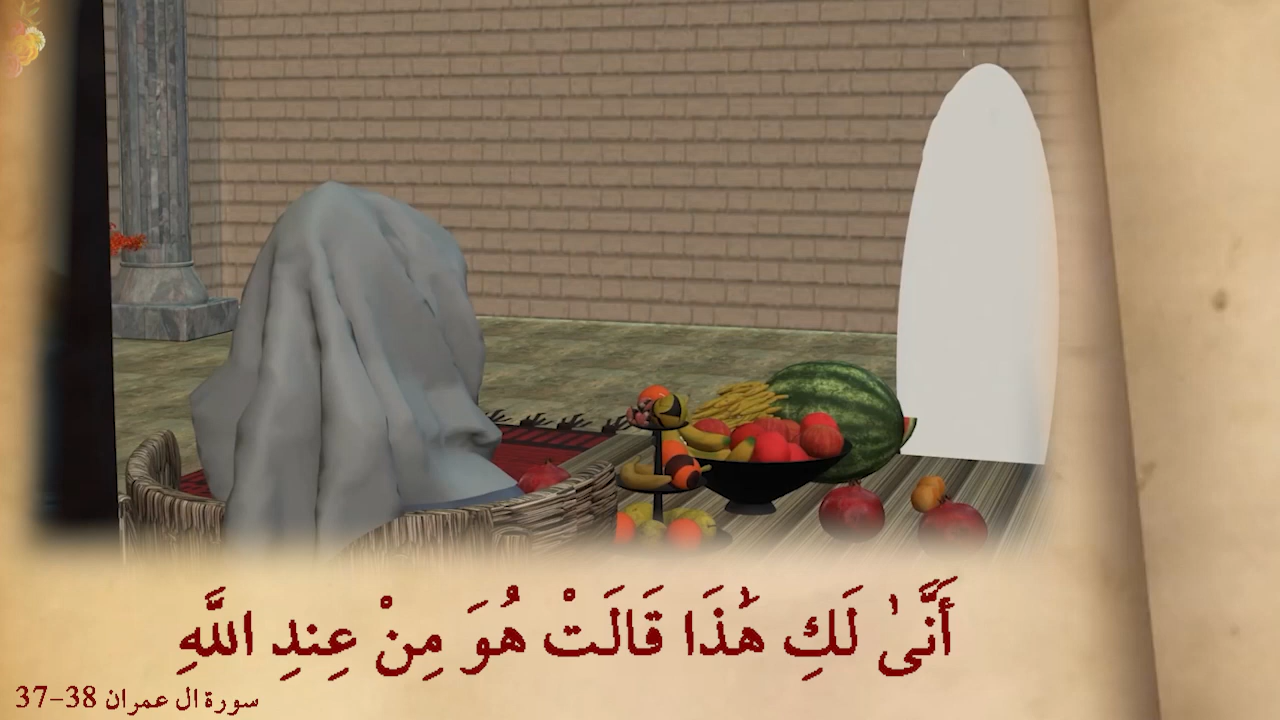 أَنَّىٰ لَكِ هَٰذَا قَالَتْ هُوَ مِنْ عِندِ اللَّهِ
سورة ال عمران 38-37